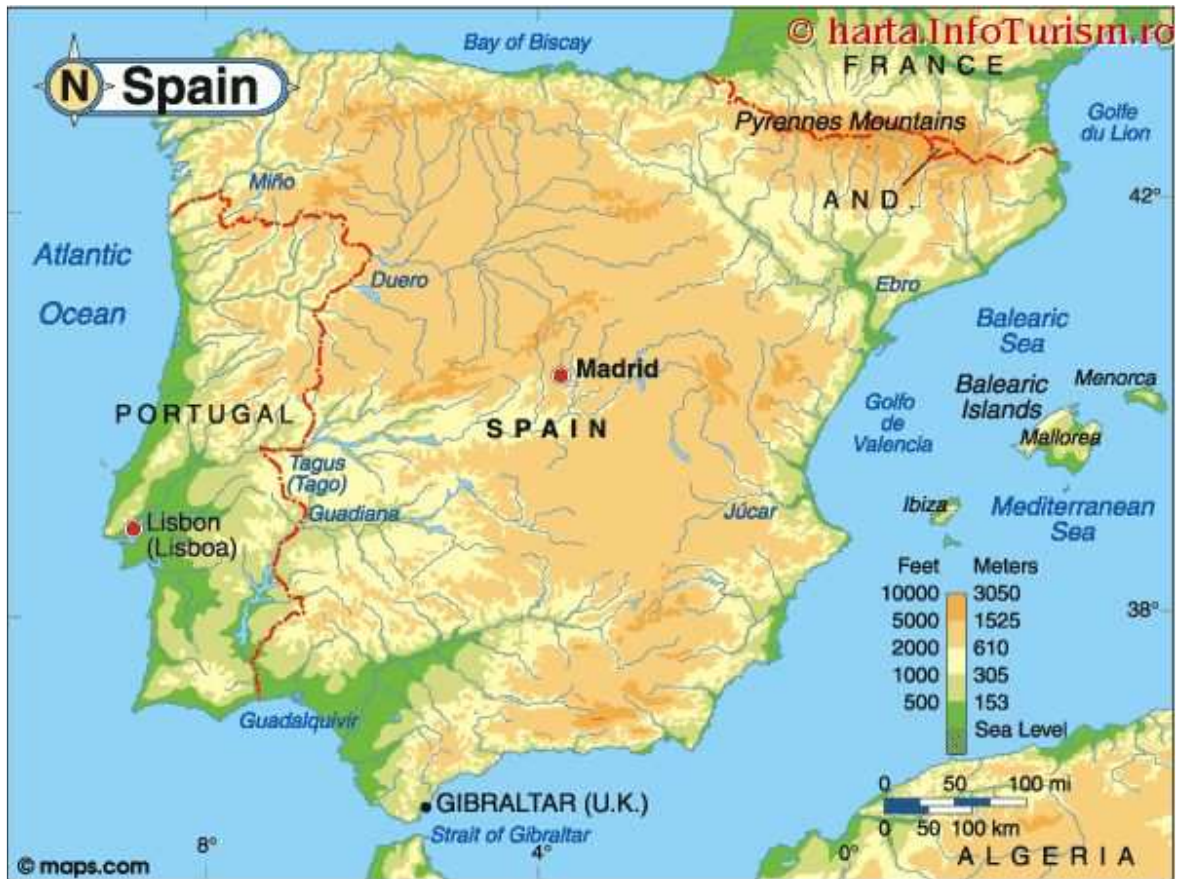 © harta.InfoTurism.ro
Bay of Biscay
FRANCE
N Spain
Golfe
du Lion
Pyrennes Mountains
Miño
AND.
42°
Atlantic
Ocean
Duero
Ebro
Balearic
Sea
Madrid
Balearic
Islands
Menorca
PORTUGAL
SPAIN
Golfo
de
Valencia
Mallorea
Tagus
(Tago)
Guadiana
Júcar
Ibiza
Mediterranean
Sea
Lisbon
(Lisboa)
Feet Meters
10000 3050
5000 1525
2000 610
1000 305
500 153
Sea Level
38°
Guadalquivir
0 50 100 mi
0 50 100 km
GIBRALTAR (U.K.)
Strait of Gibraltar
8°
4°
0°
ALGERIA
© maps.com